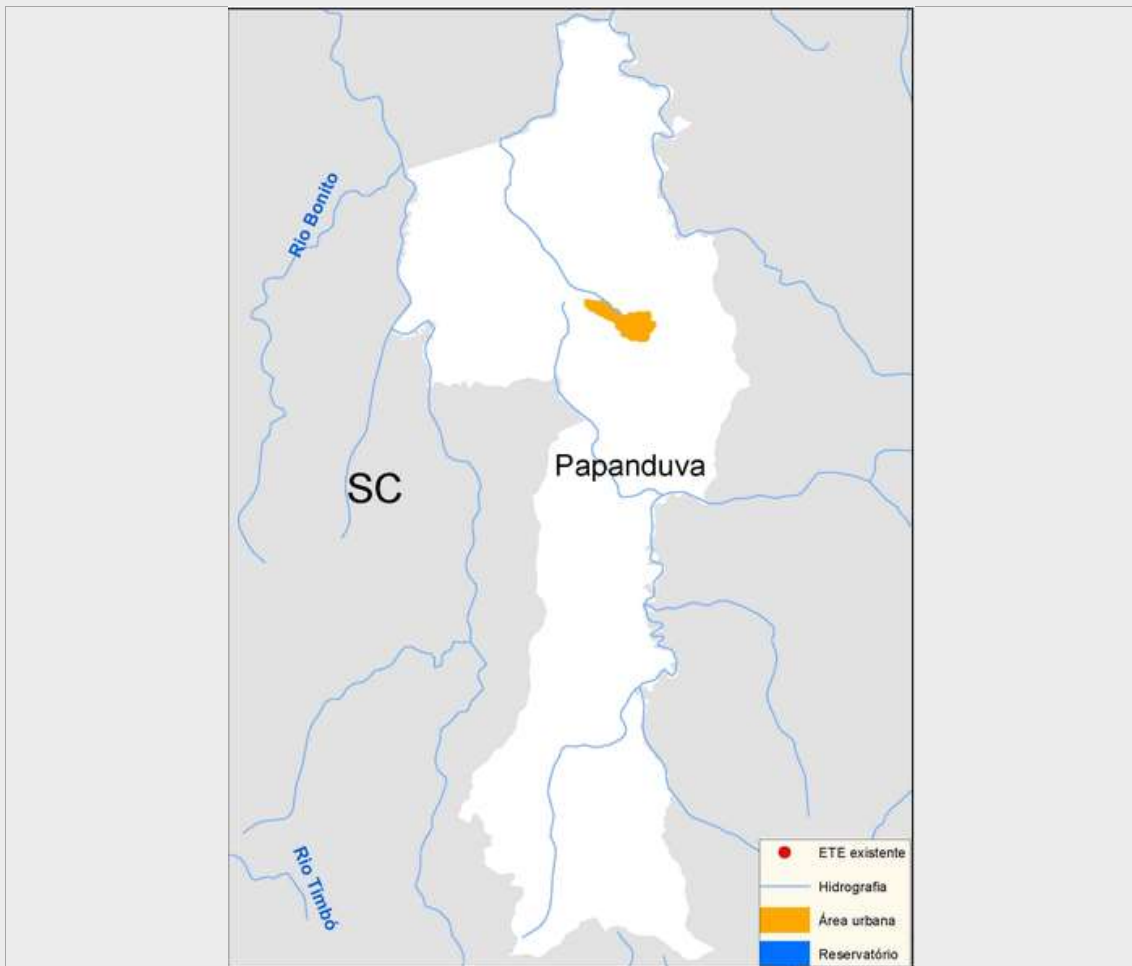 Rio Bonito
Papanduva
SC
Rio Timbó
ETE existente
Hidrografia
Área urbana
Reservatório